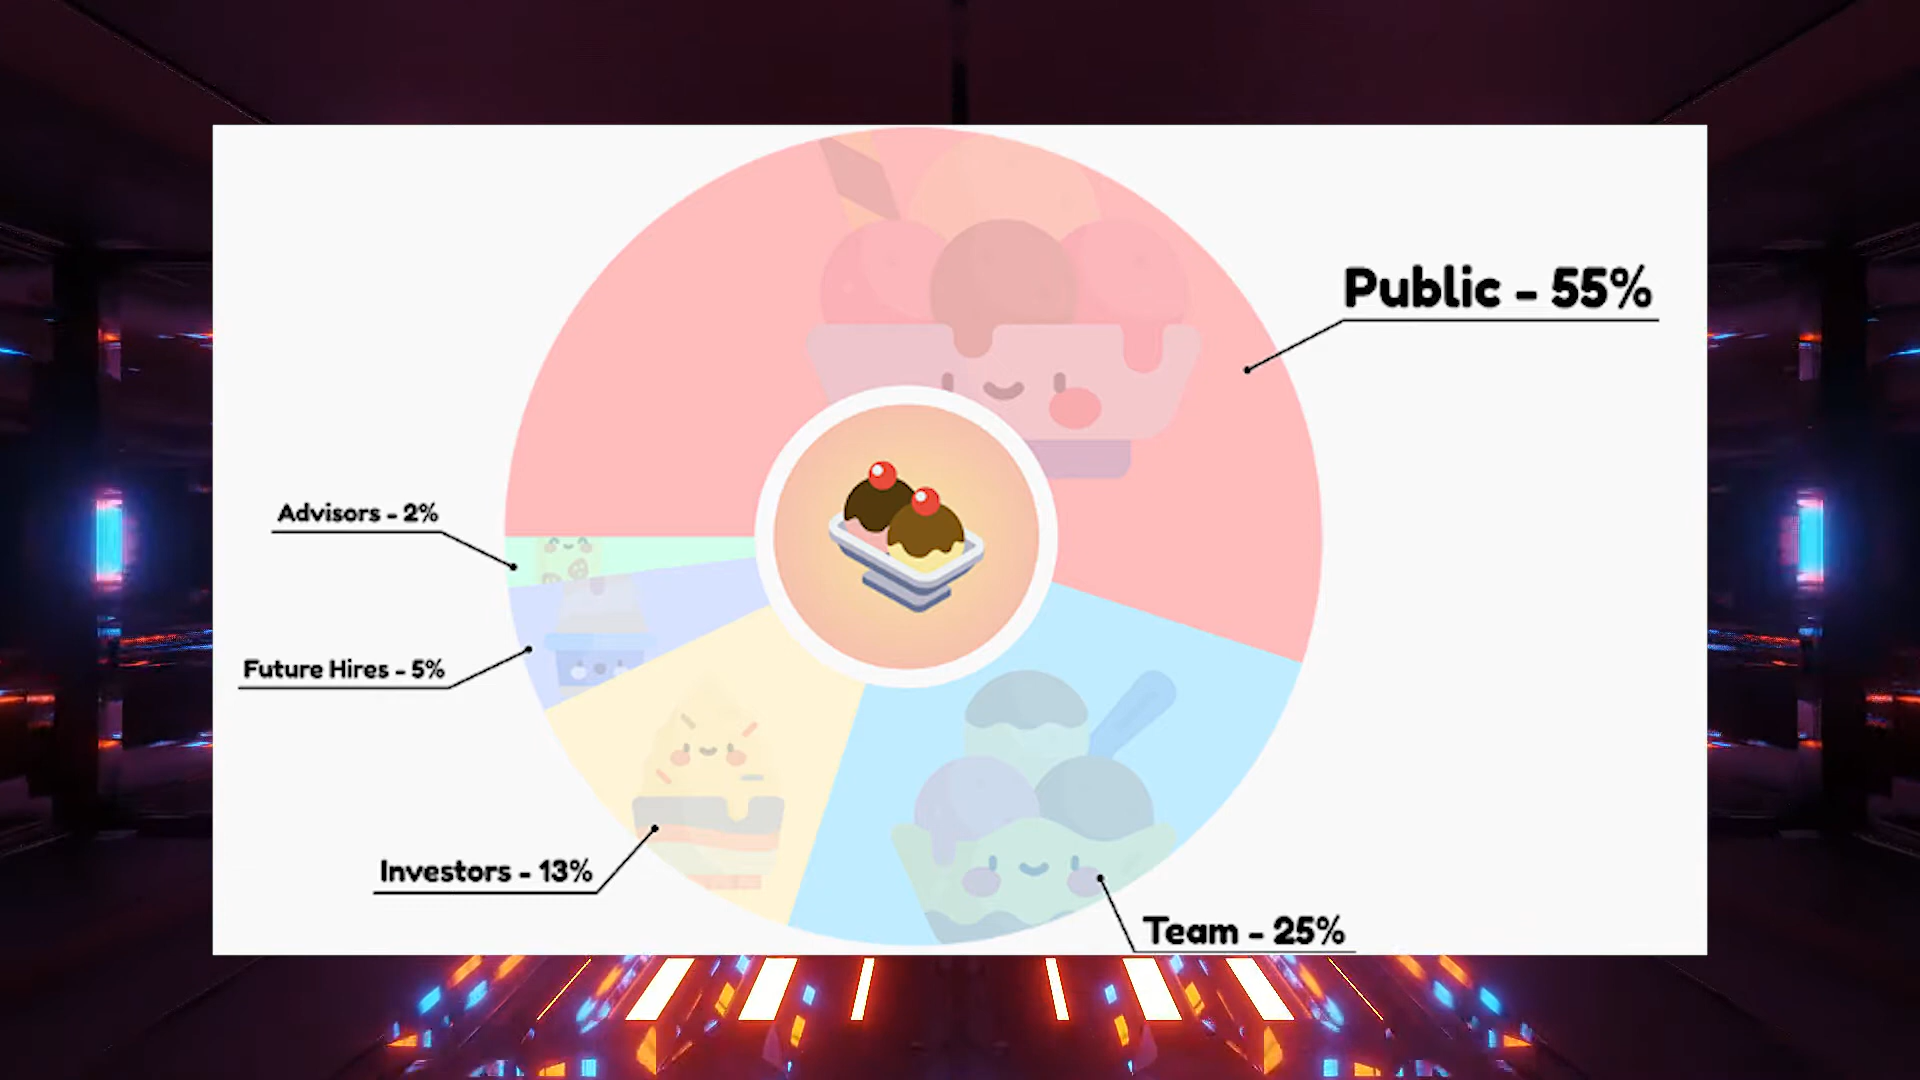 Public - 55%
Advisors - 2%
Future Hires - 5%
Investors - 13%
Team - 25%